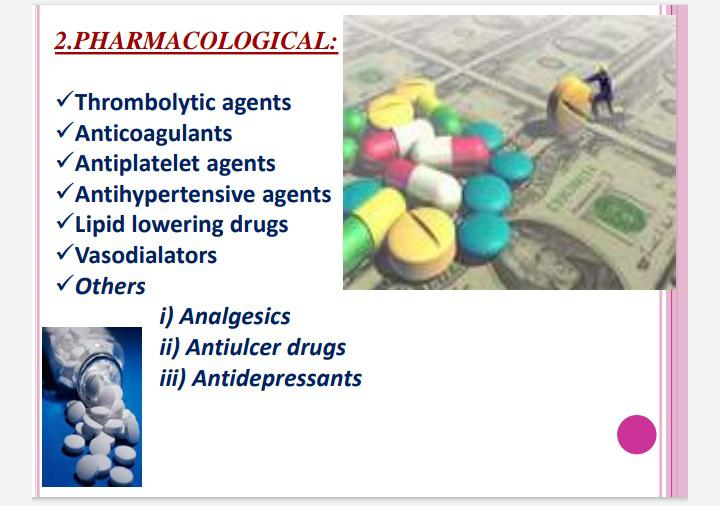 2.PHARMACOLOGICAL:
✓Thrombolytic agents
✓Anticoagulants
✓Antiplatelet agents
✓Antihypertensive agents
✓Lipid lowering drugs
✓Vasodialators
✓Others
i) Analgesics
ii) Antiulcer drugs
iii) Antidepressants